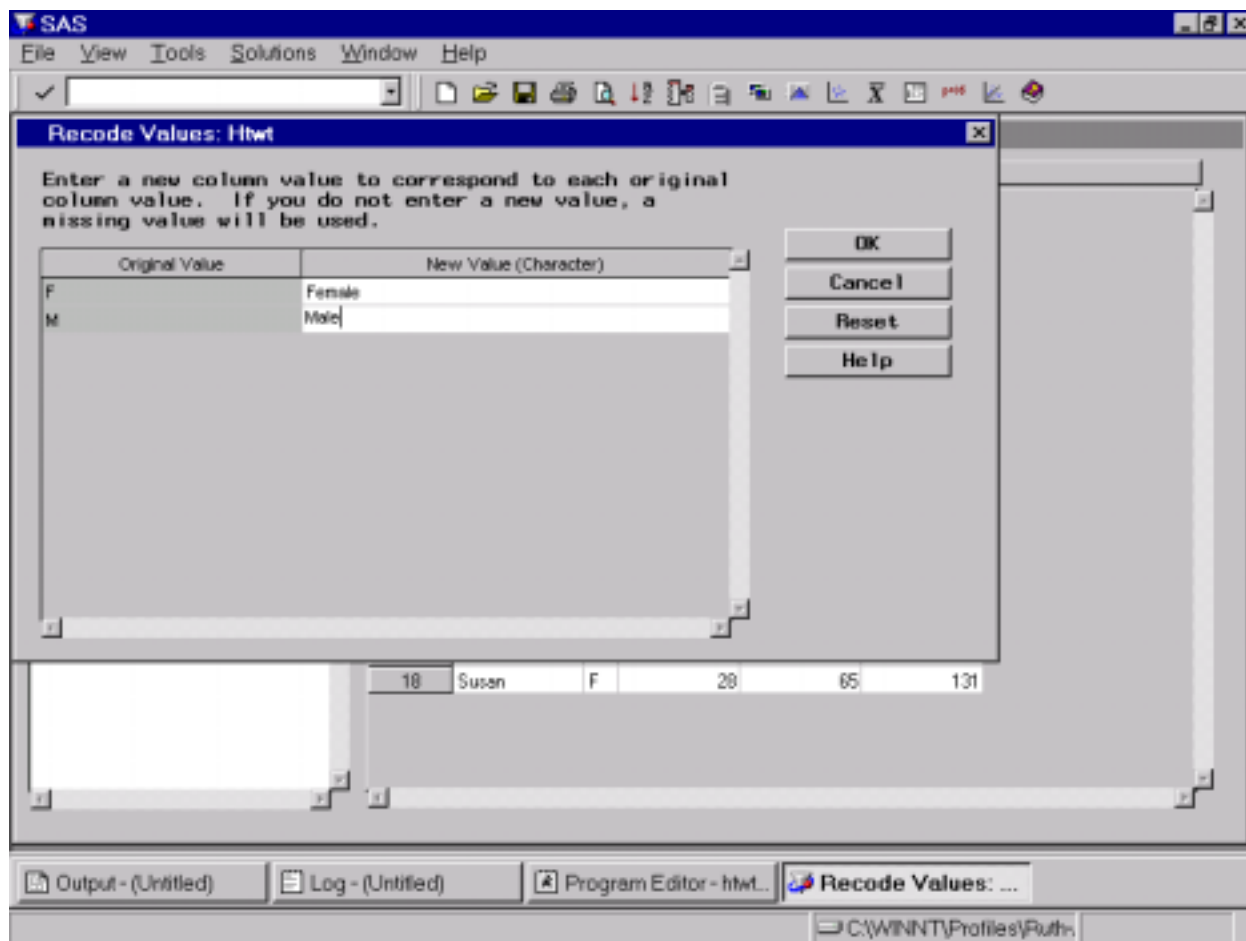 SAS
File View Tools Solutions Window Help
Recode Values: Htwt
Enter a new column value to correspond to each original
column value. If you do not enter a new value, a
missing value will be used.
Original Value New Value (Character)
F Female
M Male
OK
Cancel
Reset
Help
18 Susan F 28 65 131
Output - (Untitled) Log - (Untitled) Program Editor - htwt... Recode Values: ...
C:\WINNT\Profiles\Ruth